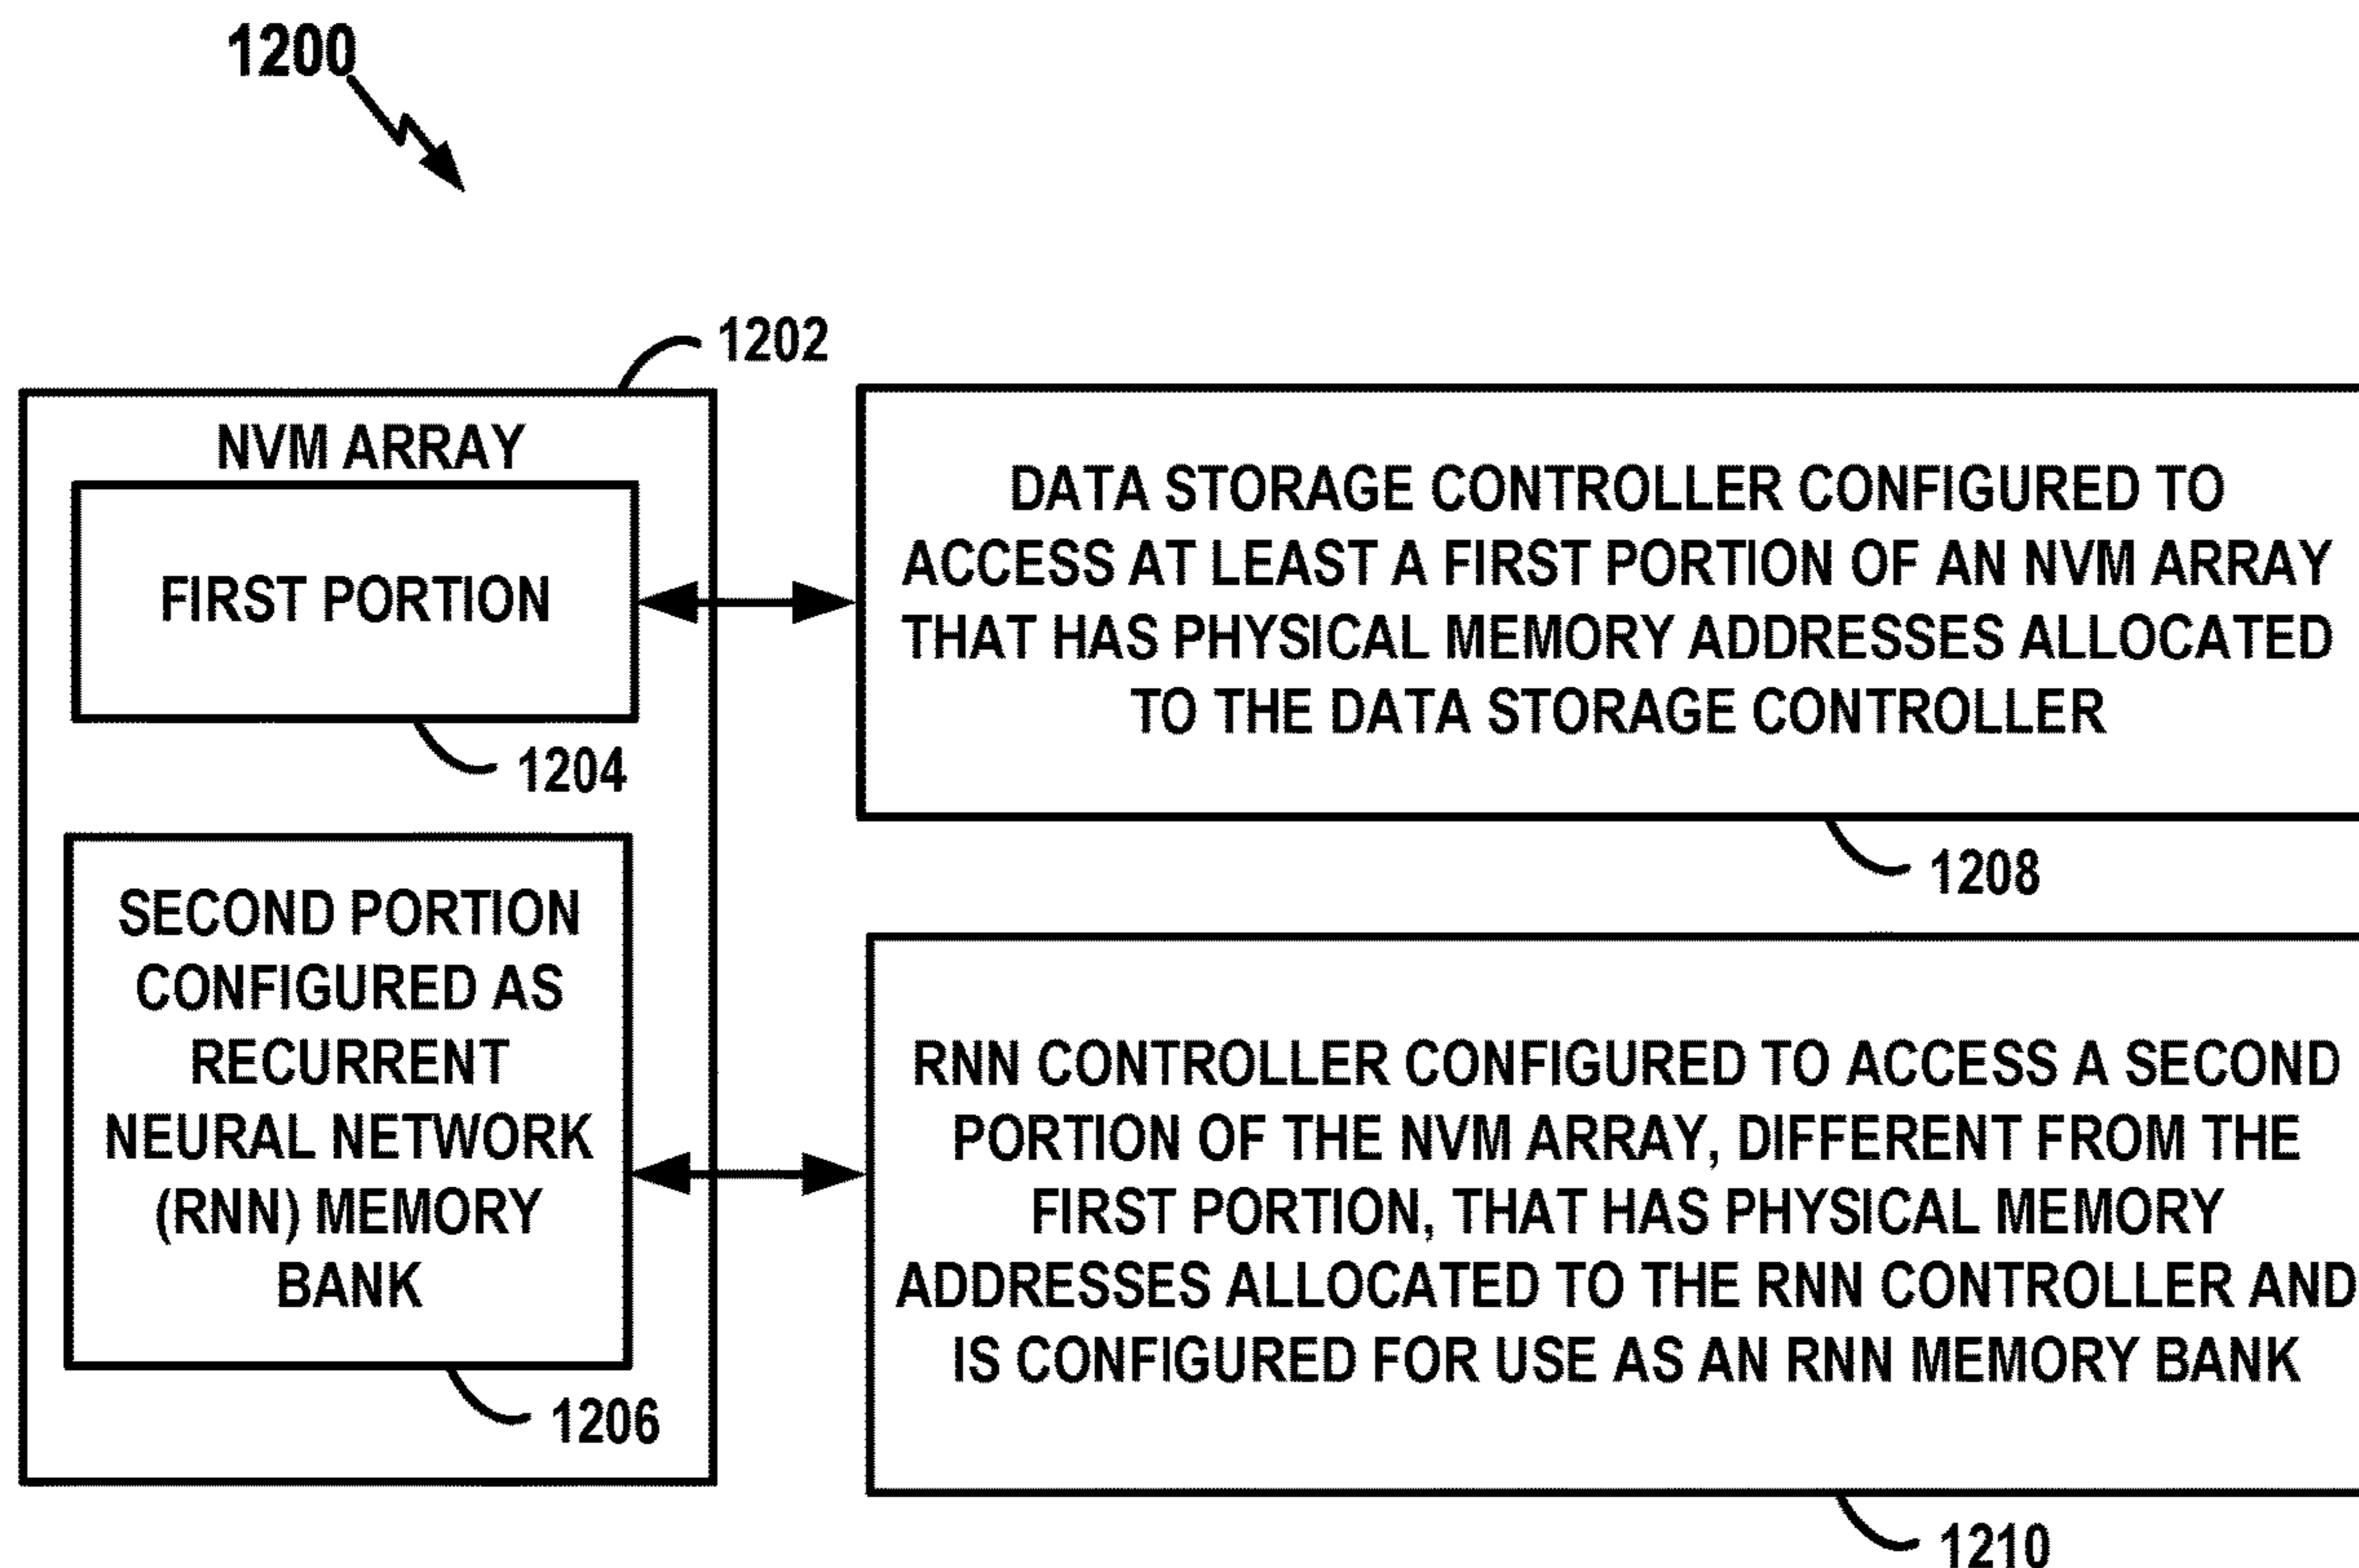 1200
1202
NVM ARRAY
FIRST PORTION
1204
SECOND PORTION
CONFIGURED AS
RECURRENT
NEURAL NETWORK
(RNN) MEMORY
BANK
1206
DATA STORAGE CONTROLLER CONFIGURED TO
ACCESS AT LEAST A FIRST PORTION OF AN NVM ARRAY
THAT HAS PHYSICAL MEMORY ADDRESSES ALLOCATED
TO THE DATA STORAGE CONTROLLER
1208
RNN CONTROLLER CONFIGURED TO ACCESS A SECOND
PORTION OF THE NVM ARRAY, DIFFERENT FROM THE
FIRST PORTION, THAT HAS PHYSICAL MEMORY
ADDRESSES ALLOCATED TO THE RNN CONTROLLER AND
IS CONFIGURED FOR USE AS AN RNN MEMORY BANK
1210